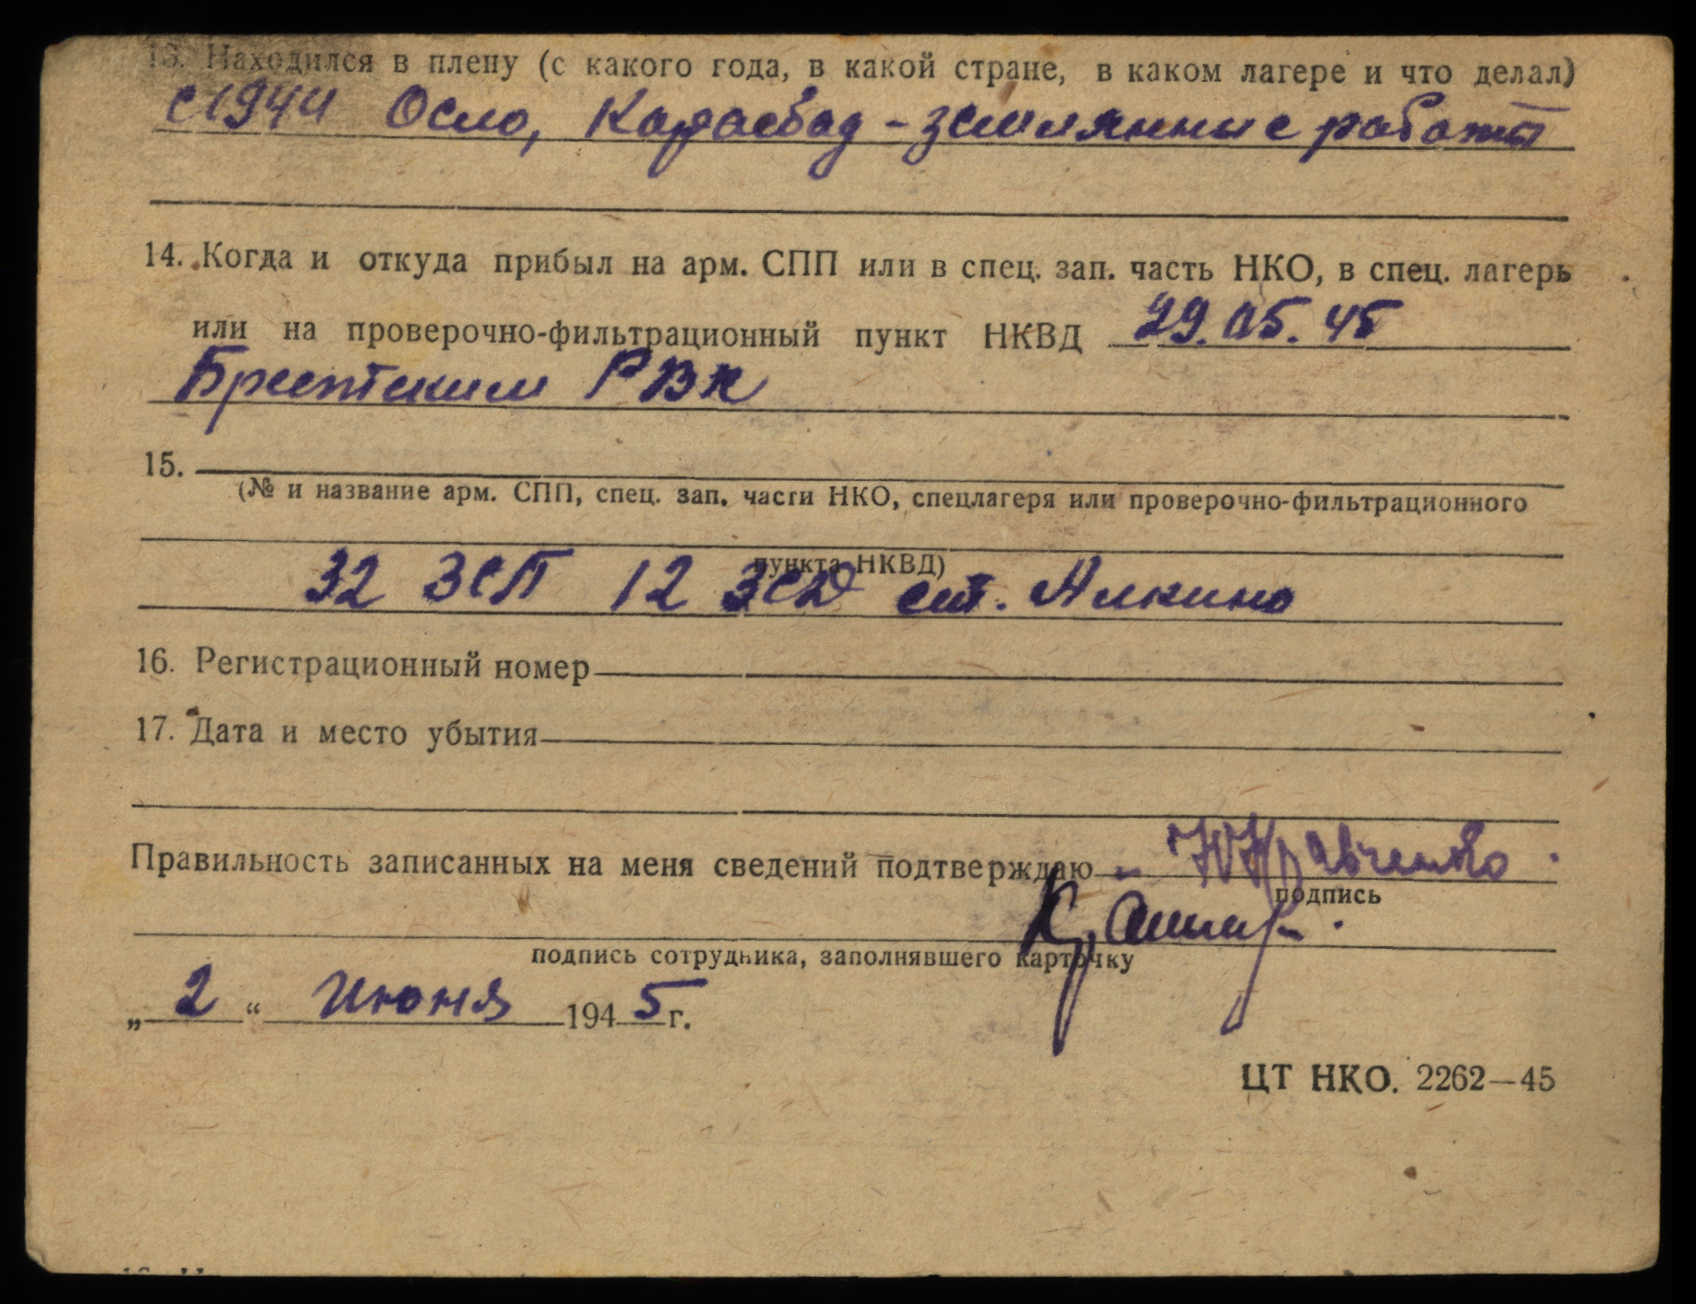 13. Находился в плену (с какого года, в какой стране, в каком лагере и что делал)
с 1944 Осло, Карлсбад – земляные работы
14. Когда и откуда прибыл на арм. СПП или в спец. зап. часть НКО, в спец. лагерь
или на проверочно-фильтрационный пункт НКВД 29.05.45
Брестским РВК
15.
(№ и название арм. СПП, спец. зап. части НКО, спецлагеря или проверочно-фильтрационного
пункта НКВД)
32 ЗСП 12 ЗСД ст. Алкино
16. Регистрационный номер
17. Дата и место убытия
Правильность записанных на меня сведений подтверждаю – Кравченко
подпись
подпись сотрудника, заполнявшего карточку
„ 2 “ Июня 1945 г.
ЦТ НКО. 2262—45